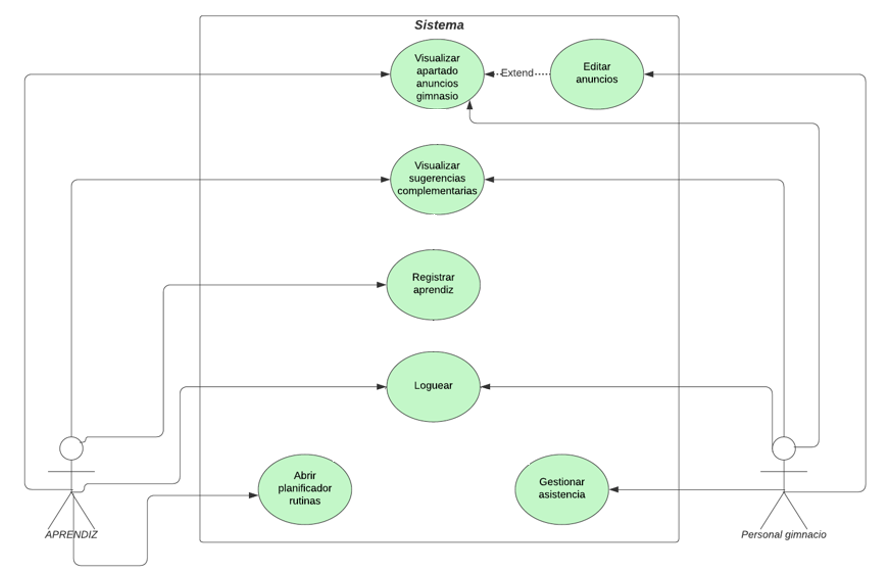 Sistema
Visualizar
apartado
anuncios
gimnasio
Extend
Editar
anuncios
Visualizar
sugerencias
complementarias
Registrar
aprendiz
Loguear
Abrir
planificador
rutinas
Gestionar
asistencia
APRENDIZ
Personal gimnacio